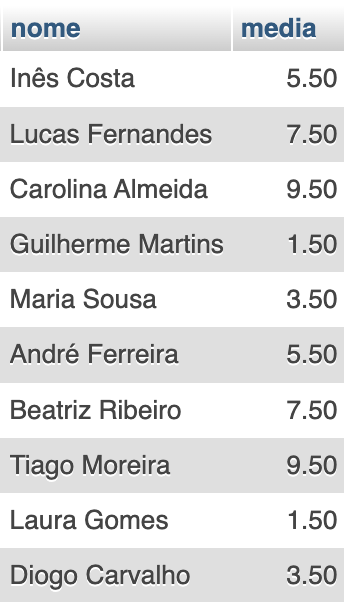 nome media
Inês Costa 5.50
Lucas Fernandes 7.50
Carolina Almeida 9.50
Guilherme Martins 1.50
Maria Sousa 3.50
André Ferreira 5.50
Beatriz Ribeiro 7.50
Tiago Moreira 9.50
Laura Gomes 1.50
Diogo Carvalho 3.50